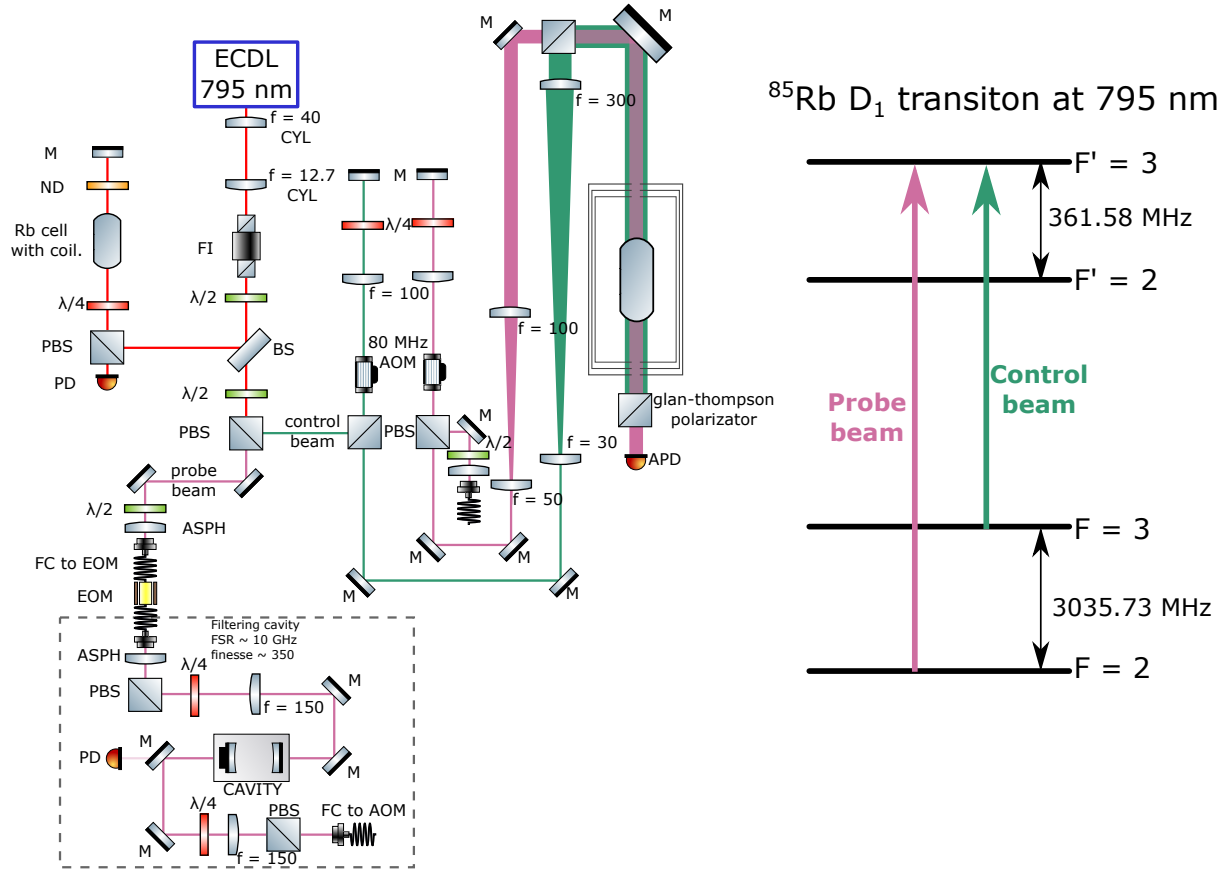 ECDL
795 nm
f = 40
CYL
f = 12.7
CYL
M
ND
Rb cell
with coil.
λ/4
PBS
PD
FI
λ/2
BS
λ/2
PBS
control
beam
probe
beam
λ/2
ASPH
FC to EOM
EOM
ASPH
PBS
Filtering cavity
FSR ~ 10 GHz
finesse ~ 350
λ/4
f = 150
M
M
PD
M
CAVITY
M
λ/4
f = 150
PBS
FC to AOM
M
λ/4
f = 100
80 MHz
AOM
PBS
M
λ/2
M
M
M
M
f = 50
f = 30
f = 100
f = 300
M
M
glan-thompson
polarizator
APD
⁸⁵Rb D₁ transiton at 795 nm
F' = 3
361.58 MHz
F' = 2
Probe
beam
Control
beam
F = 3
3035.73 MHz
F = 2